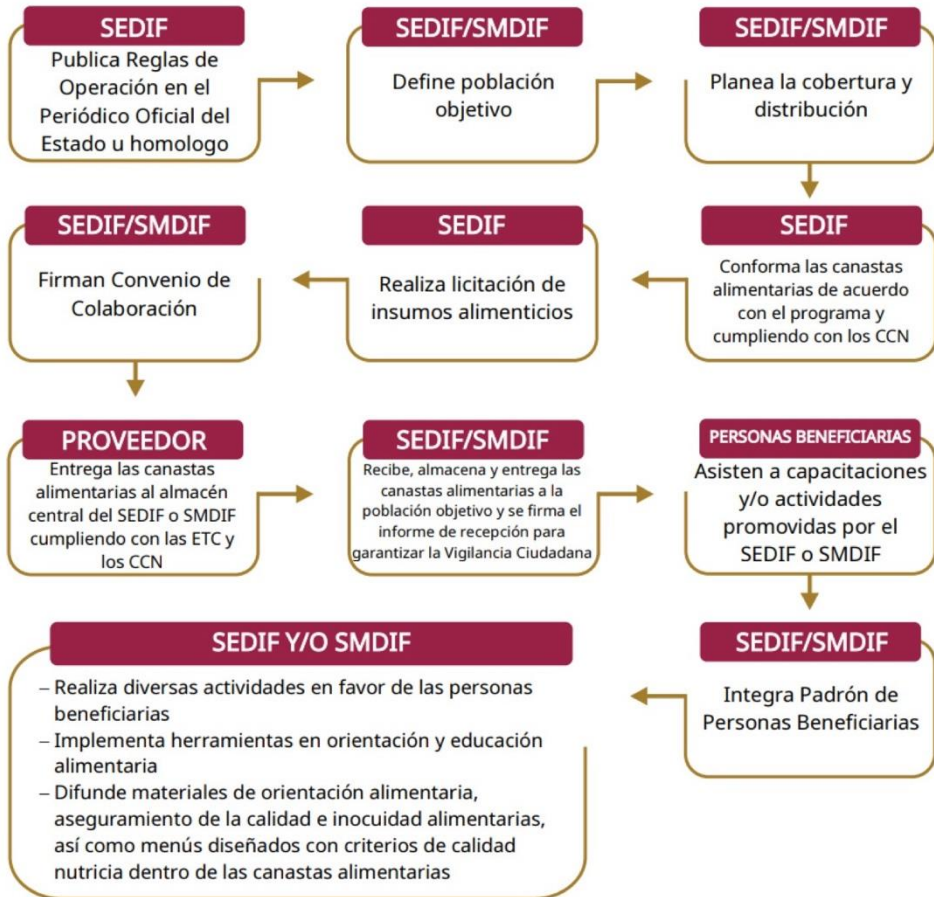 SEDIF
Publica Reglas de
Operación en el
Periódico Oficial del
Estado u homologo
SEDIF/SMDIF
Define población
objetivo
SEDIF/SMDIF
Planea la cobertura y
distribución
SEDIF
Conforma las canastas
alimentarias de acuerdo
con el programa y
cumpliendo con los CCN
SEDIF
Realiza licitación de
insumos alimenticios
SEDIF/SMDIF
Firman Convenio de
Colaboración
PROVEEDOR
Entrega las canastas
alimentarias al almacén
central del SEDIF o SMDIF
cumpliendo con las ETC y
los CCN
SEDIF/SMDIF
Recibe, almacena y entrega las
canastas alimentarias a la
población objetivo y se firma el
informe de recepción para
garantizar la Vigilancia Ciudadana
PERSONAS BENEFICIARIAS
Asisten a capacitaciones
y/o actividades
promovidas por el
SEDIF o SMDIF
SEDIF/SMDIF
Integra Padrón de
Personas Beneficiarias
SEDIF Y/O SMDIF
– Realiza diversas actividades en favor de las personas
beneficiarias
– Implementa herramientas en orientación y educación
alimentaria
– Difunde materiales de orientación alimentaria,
aseguramiento de la calidad e inocuidad alimentarias,
así como menús diseñados con criterios de calidad
nutricia dentro de las canastas alimentarias